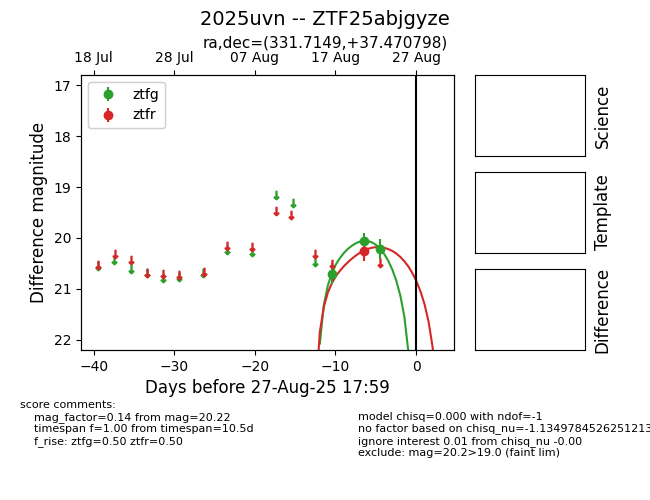 2025uvn -- ZTF25abjgyze
ra,dec=(331.7149,+37.470798)
18 Jul 28 Jul 07 Aug 17 Aug 27 Aug
17
18
19
20
21
22
Difference magnitude
ztfg
ztfr
−40 −30 −20 −10 0
Days before 27-Aug-25 17:59
Science
Template
Difference
score comments:
mag_factor=0.14 from mag=20.22
timespan f=1.00 from timespan=10.5d
f_rise: ztfg=0.50 ztfr=0.50
model chisq=0.000 with ndof=-1
no factor based on chisq_nu=-1.1349784526251213
ignore interest 0.01 from chisq_nu -0.00
exclude: mag=20.2>19.0 (faint lim)